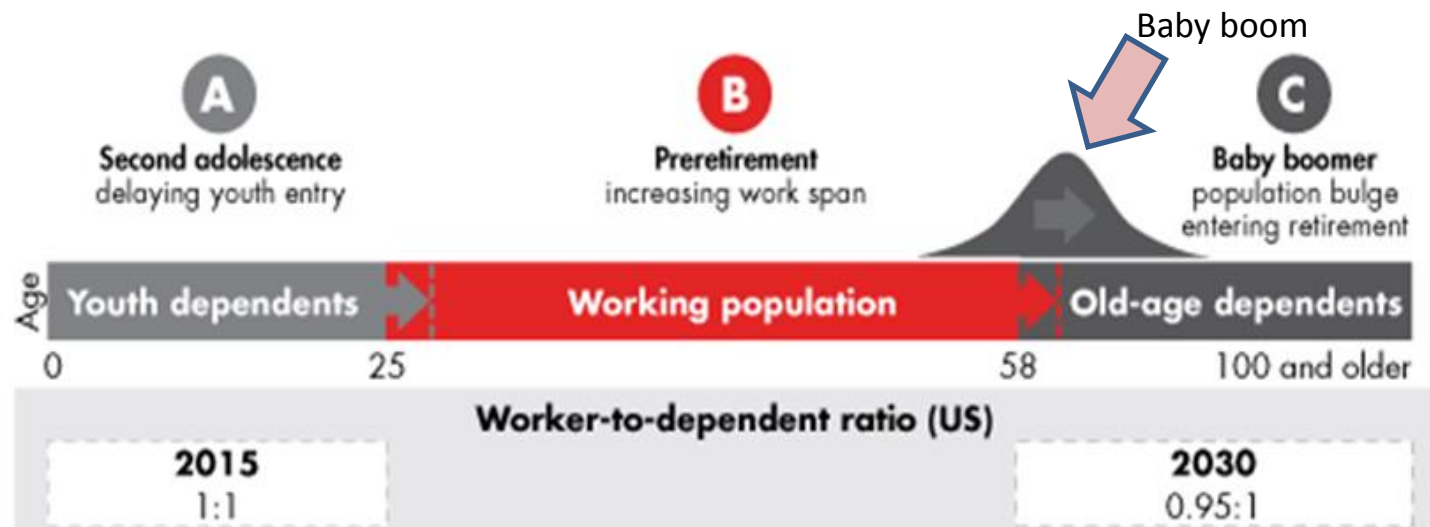 Baby boom
A
Second adolescence
delaying youth entry
B
Preretirement
increasing work span
C
Baby boomer
population bulge
entering retirement
Age
Youth dependents
Working population
Old-age dependents
0
25
58
100 and older
Worker-to-dependent ratio (US)
2015
1:1
2030
0.95:1